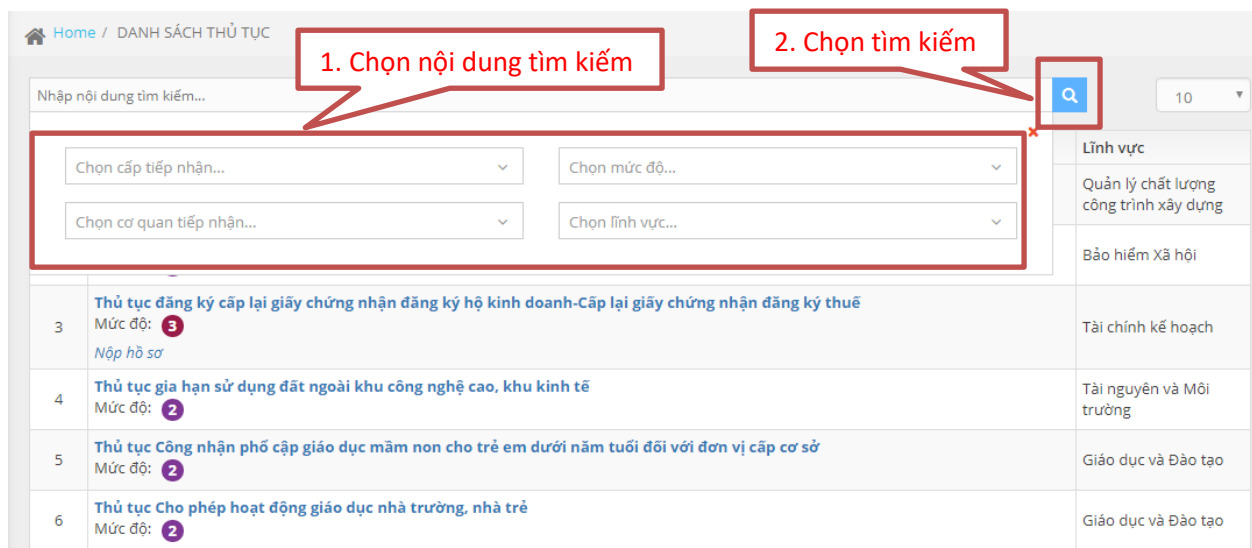 Home / DANH SÁCH THỦ TỤC
1. Chọn nội dung tìm kiếm
2. Chọn tìm kiếm
Nhập nội dung tìm kiếm...
10
Chọn cấp tiếp nhận...
Chọn mức độ...
Chọn cơ quan tiếp nhận...
Chọn lĩnh vực...
Lĩnh vực
Quản lý chất lượng
công trình xây dựng
Bảo hiểm Xã hội
3
Thủ tục đăng ký cấp lại giấy chứng nhận đăng ký hộ kinh doanh-Cấp lại giấy chứng nhận đăng ký thuế
Mức độ: 3
Nộp hồ sơ
Tài chính kế hoạch
4
Thủ tục gia hạn sử dụng đất ngoài khu công nghệ cao, khu kinh tế
Mức độ: 2
Tài nguyên và Môi
trường
5
Thủ tục Công nhận phổ cập giáo dục mầm non cho trẻ em dưới năm tuổi đối với đơn vị cấp cơ sở
Mức độ: 2
Giáo dục và Đào tạo
6
Thủ tục Cho phép hoạt động giáo dục nhà trường, nhà trẻ
Mức độ: 2
Giáo dục và Đào tạo